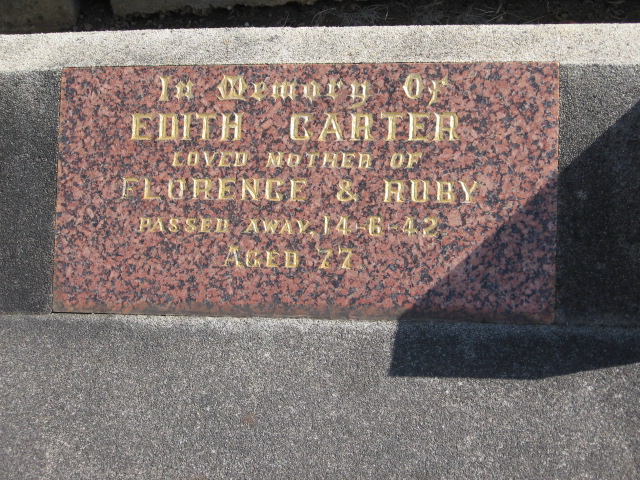 In Memory Of
EDITH CARTER
LOVED MOTHER OF
FLORENCE & RUBY
PASSED AWAY, 14-6-42
AGED 77